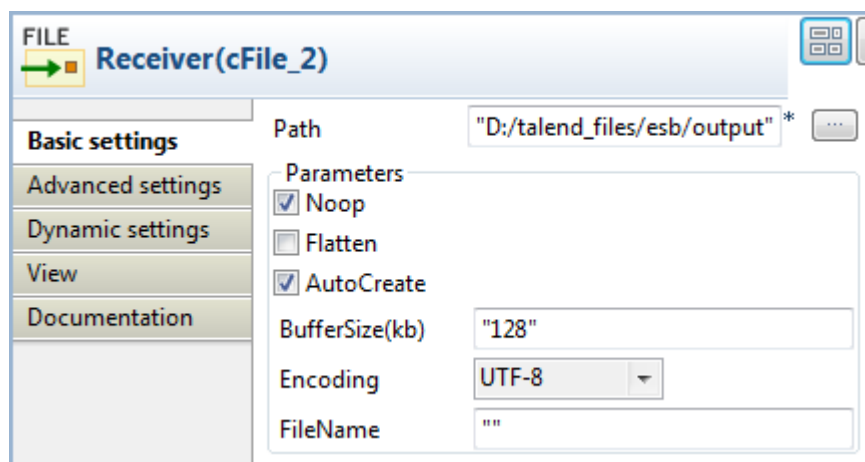 FILE
Receiver(cFile_2)
Basic settings
Advanced settings
Dynamic settings
View
Documentation
Path "D:/talend_files/esb/output" * ...
Parameters
Noop
Flatten
AutoCreate
BufferSize(kb) "128"
Encoding UTF-8
FileName ""